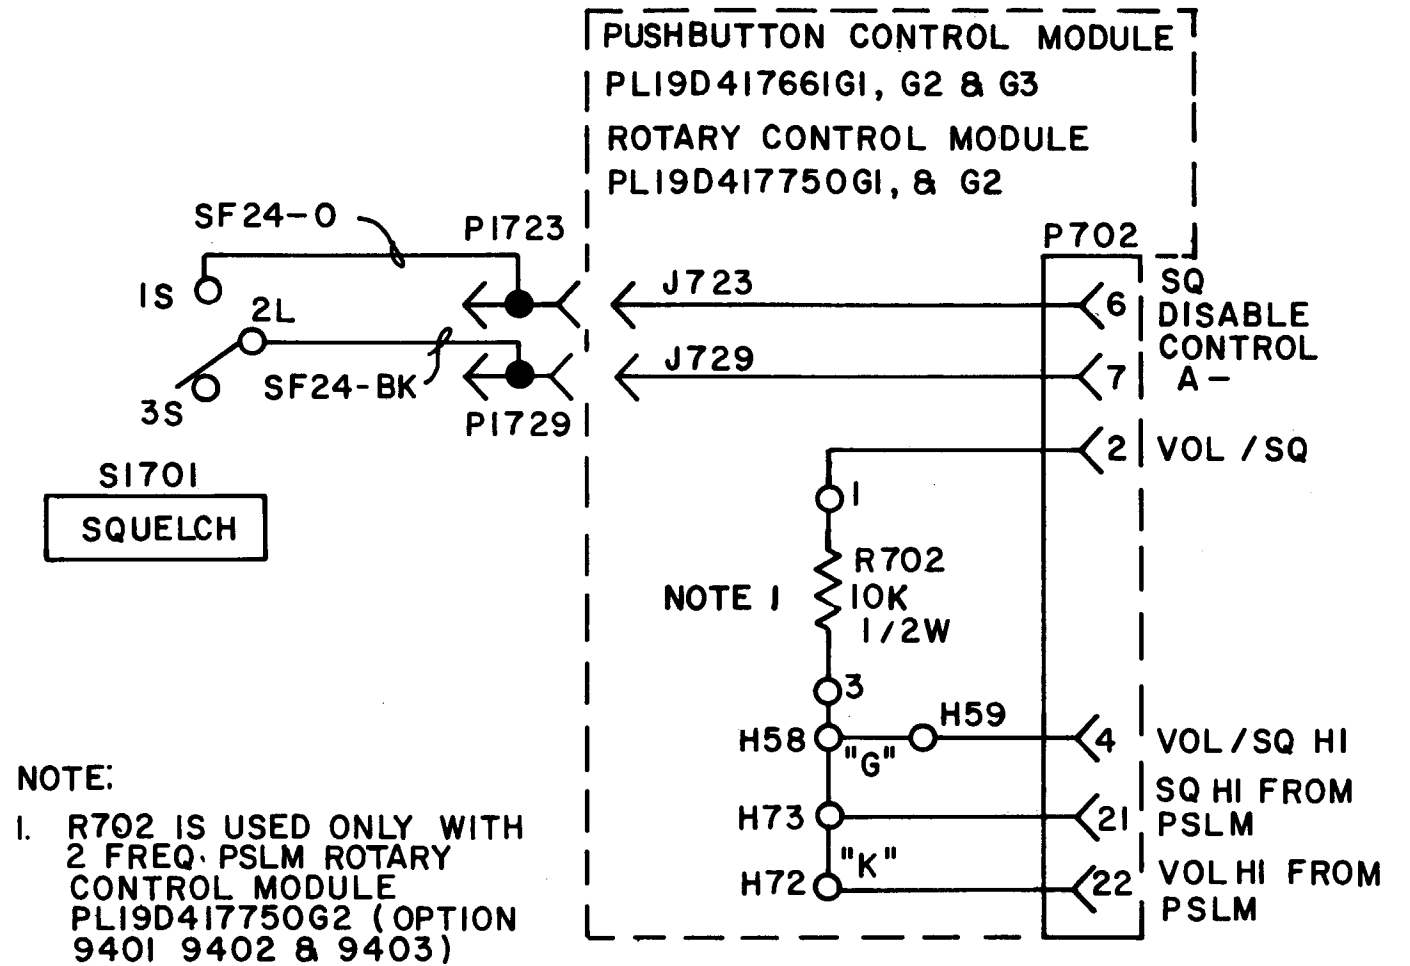 PUSHBUTTON CONTROL MODULE
PL19D417661G1, G2 & G3
ROTARY CONTROL MODULE
PL19D417750G1, & G2
SF24-O
P1723
P702
1S
2L
J723
6
SQ
DISABLE
CONTROL
A-
SF24-BK
J729
7
3S
P1729
2
VOL/SQ
S1701
SQUELCH
1
R702
10K
1/2W
NOTE 1
3
H58
"G"
H59
4
VOL/SQ HI
H73
21
SQ HI FROM
PSLM
"K"
H72
22
VOL HI FROM
PSLM
NOTE:
1. R702 IS USED ONLY WITH
2 FREQ. PSLM ROTARY
CONTROL MODULE
PL19D417750G2 (OPTION
9401 9402 & 9403)